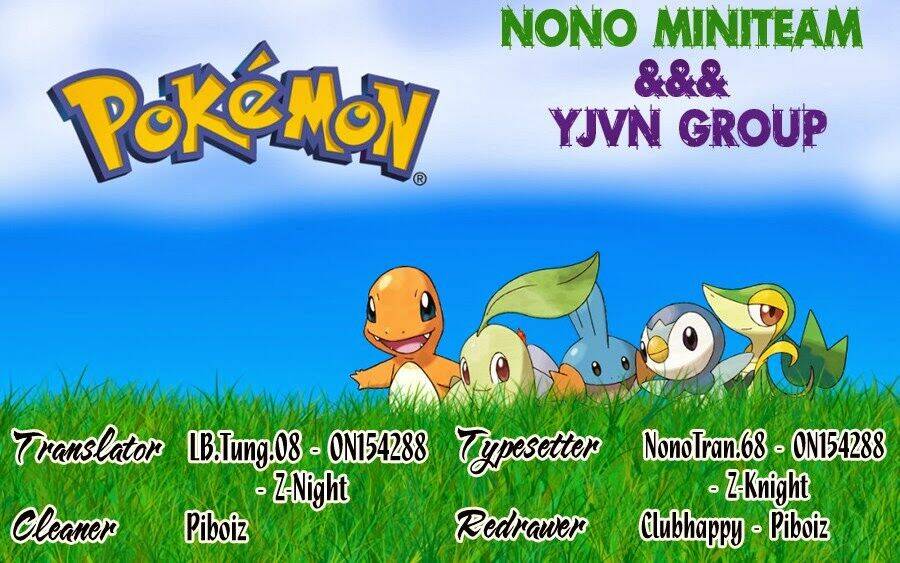 POKéMON®
NONO MINITEAM
&&&
YJVN GROUP
Translator LB.Tung.08 - ON154288
- Z-Night
Cleaner Piboiz
Typesetter NonoTran.68 - ON154288
- Z-Knight
Redrawer Clubhappy - Piboiz